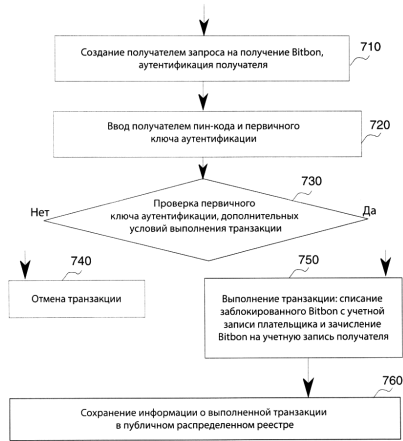 Создание получателем запроса на получение Bitbon,
аутентификация получателя
710
Ввод получателем пин-кода и первичного
ключа аутентификации
720
730
Проверка первичного
ключа аутентификации, дополнительных
условий выполнения транзакции
Нет
Да
740
Отмена транзакции
750
Выполнение транзакции: списание
заблокированного Bitbon с учетной
записи плательщика и зачисление
Bitbon на учетную запись получателя
760
Сохранение информации о выполненной транзакции
в публичном распределенном реестре